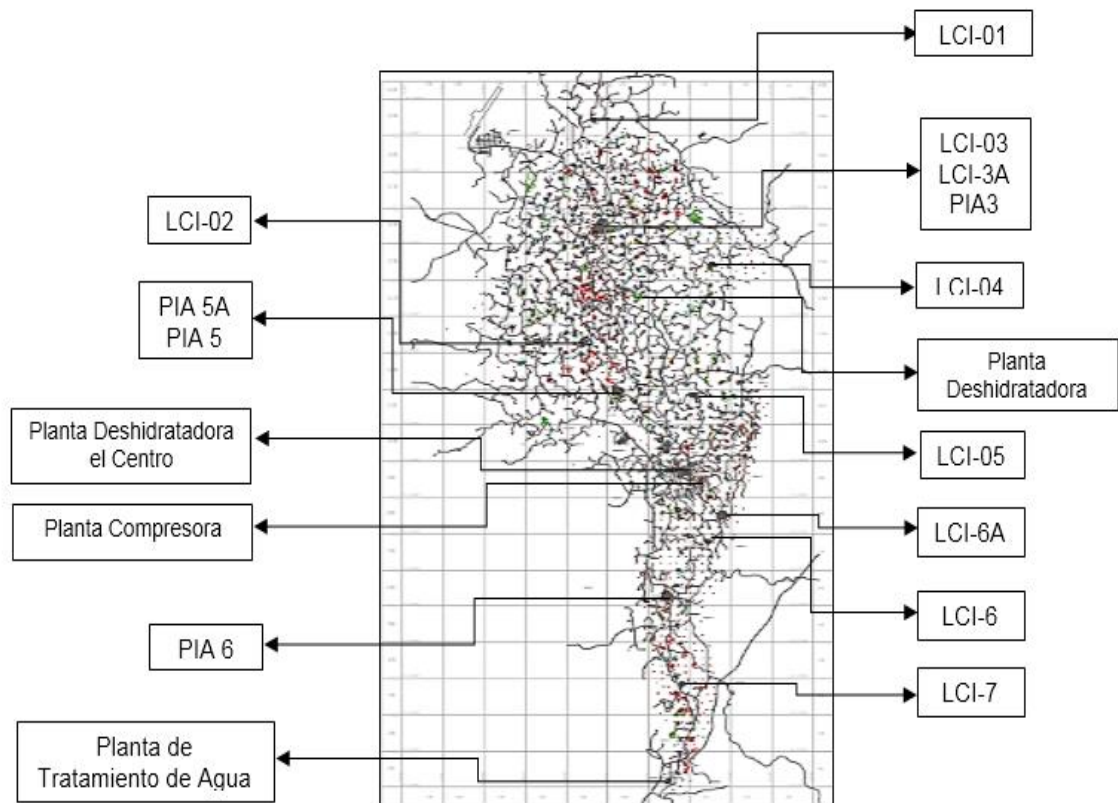 LCI-01
LCI-03
LCI-3A
PIA3
LCI-02
LCI-04
PIA 5A
PIA 5
Planta
Deshidratadora
Planta Deshidratadora
el Centro
LCI-05
Planta Compresora
LCI-6A
LCI-6
PIA 6
LCI-7
Planta de
Tratamiento de Agua